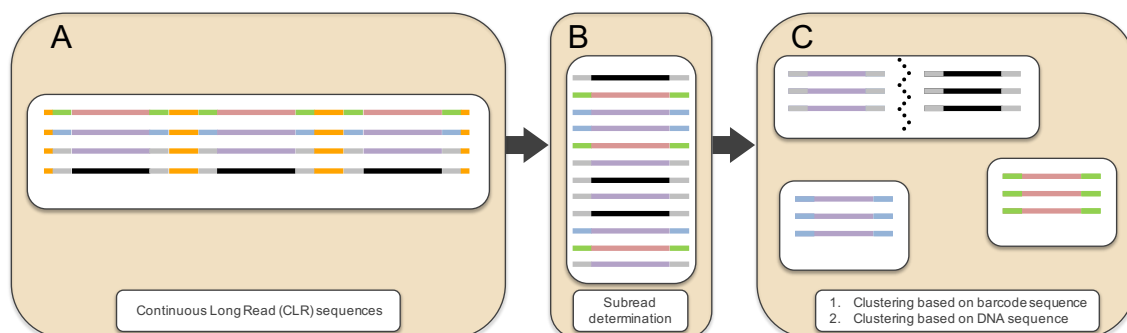 A
B
C
Continuous Long Read (CLR) sequences
Subread
determination
1. Clustering based on barcode sequence
2. Clustering based on DNA sequence